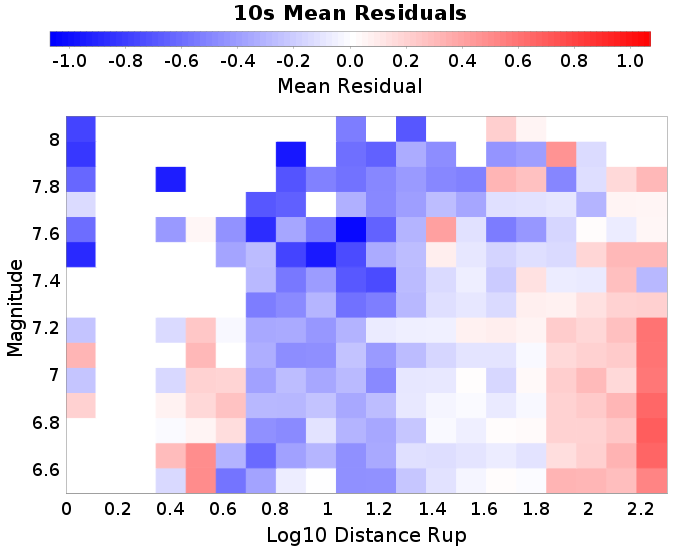 10s Mean Residuals
-1.0 -0.8 -0.6 -0.4 -0.2 0.0 0.2 0.4 0.6 0.8 1.0
Mean Residual
8
7.8
7.6
7.4
7.2
7
6.8
6.6
Magnitude
0 0.2 0.4 0.6 0.8 1 1.2 1.4 1.6 1.8 2 2.2
Log10 Distance Rup